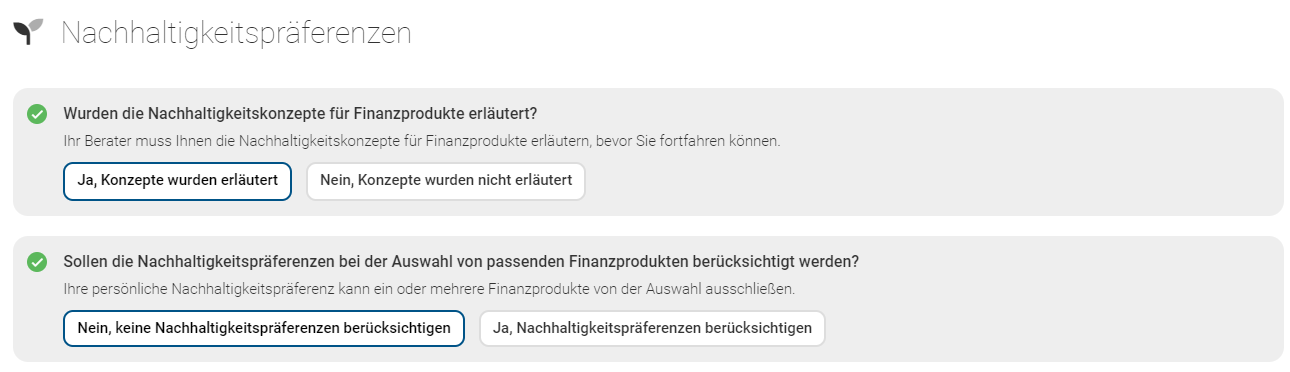 Nachhaltigkeitspräferenzen
Wurden die Nachhaltigkeitskonzepte für Finanzprodukte erläutert?
Ihr Berater muss Ihnen die Nachhaltigkeitskonzepte für Finanzprodukte erläutern, bevor Sie fortfahren können.
Ja, Konzepte wurden erläutert Nein, Konzepte wurden nicht erläutert
Sollen die Nachhaltigkeitspräferenzen bei der Auswahl von passenden Finanzprodukten berücksichtigt werden?
Ihre persönliche Nachhaltigkeitspräferenz kann ein oder mehrere Finanzprodukte von der Auswahl ausschließen.
Nein, keine Nachhaltigkeitspräferenzen berücksichtigen Ja, Nachhaltigkeitspräferenzen berücksichtigen